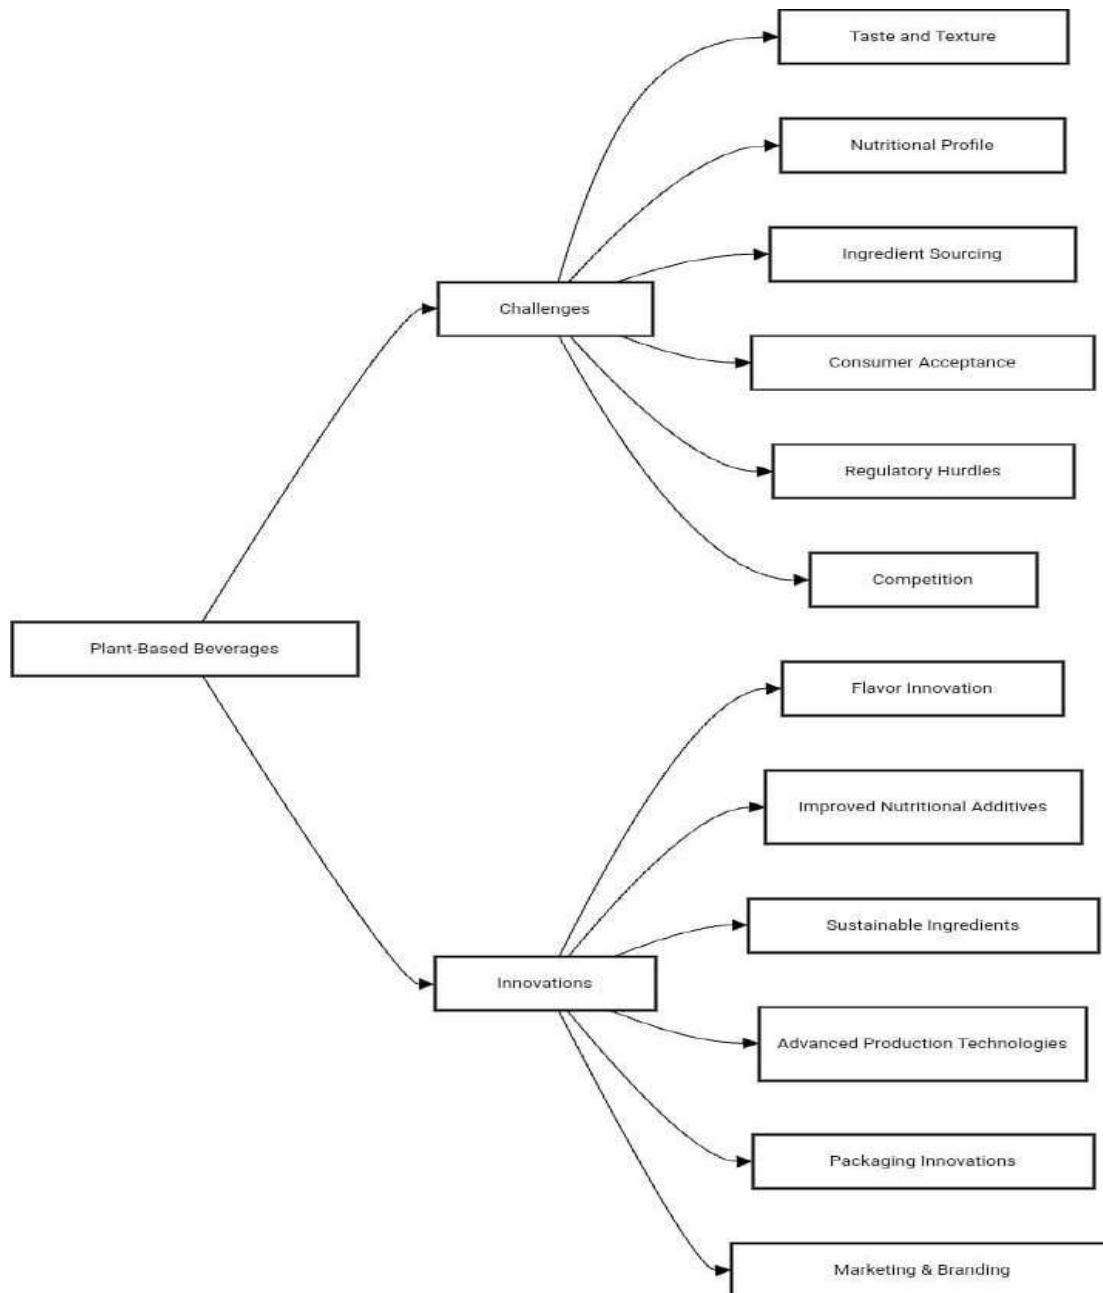 Taste and Texture
Nutritional Profile
Ingredient Sourcing
Challenges
Consumer Acceptance
Regulatory Hurdles
Competition
Plant-Based Beverages
Flavor Innovation
Improved Nutritional Additives
Sustainable Ingredients
Innovations
Advanced Production Technologies
Packaging Innovations
Marketing & Branding